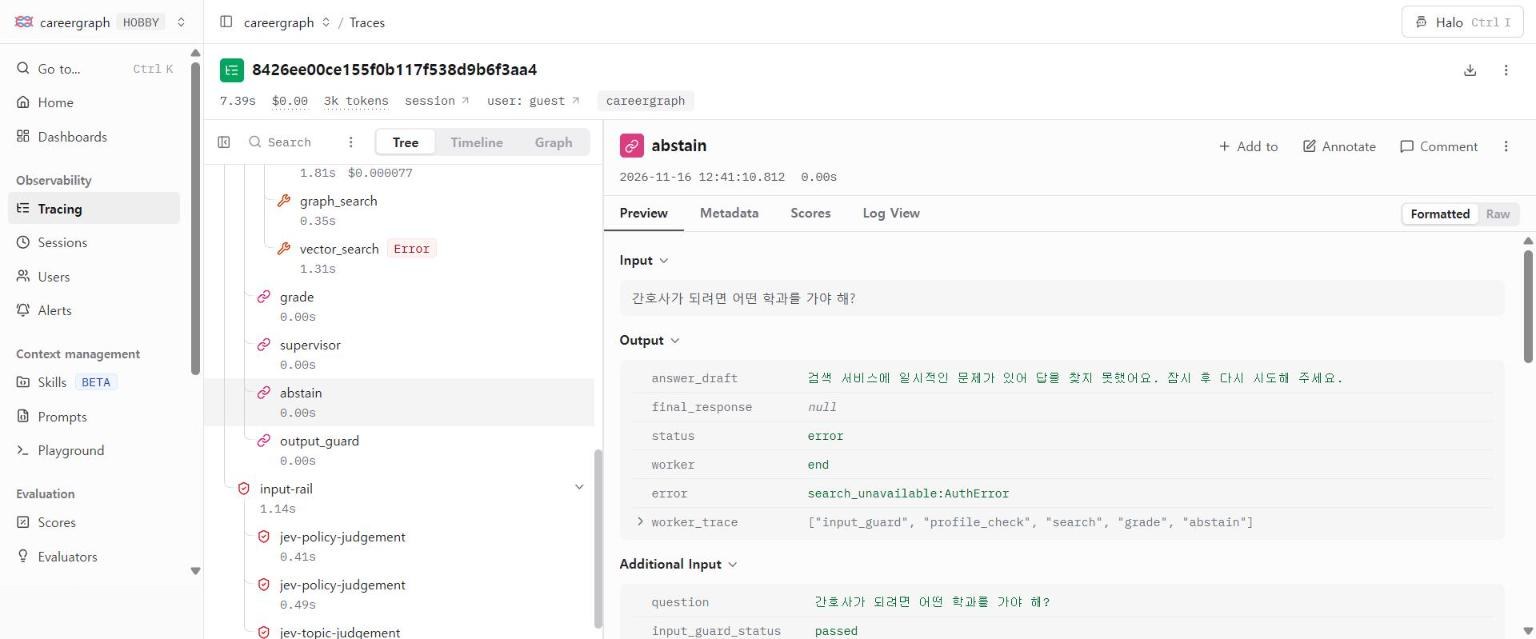 careergraph HOBBY
careergraph / Traces
Halo Ctrl I
Go to... Ctrl K
Home
Dashboards
Observability
Tracing
Sessions
Users
Alerts
Context management
Skills BETA
Prompts
Playground
Evaluation
Scores
Evaluators
8426ee00ce155f0b117f538d9b6f3aa4
7.39s $0.00 3k tokens session user: guest careergraph
Search Tree Timeline Graph
1.81s $0.000077
graph_search
0.35s
vector_search Error
1.31s
grade
0.00s
supervisor
0.00s
abstain
0.00s
output_guard
0.00s
input-rail
1.14s
jev-policy-judgement
0.41s
jev-policy-judgement
0.49s
jev-topic-judgement
abstain
Add to Annotate Comment
2026-11-16 12:41:10.812 0.00s
Preview Metadata Scores Log View Formatted Raw
Input
간호사가 되려면 어떤 학과를 가야 해?
Output
answer_draft 검색 서비스에 일시적인 문제가 있어 답을 찾지 못했어요. 잠시 후 다시 시도해 주세요.
final_response null
status error
worker end
error search_unavailable:AuthError
worker_trace ["input_guard", "profile_check", "search", "grade", "abstain"]
Additional Input
question 간호사가 되려면 어떤 학과를 가야 해?
input_guard_status passed